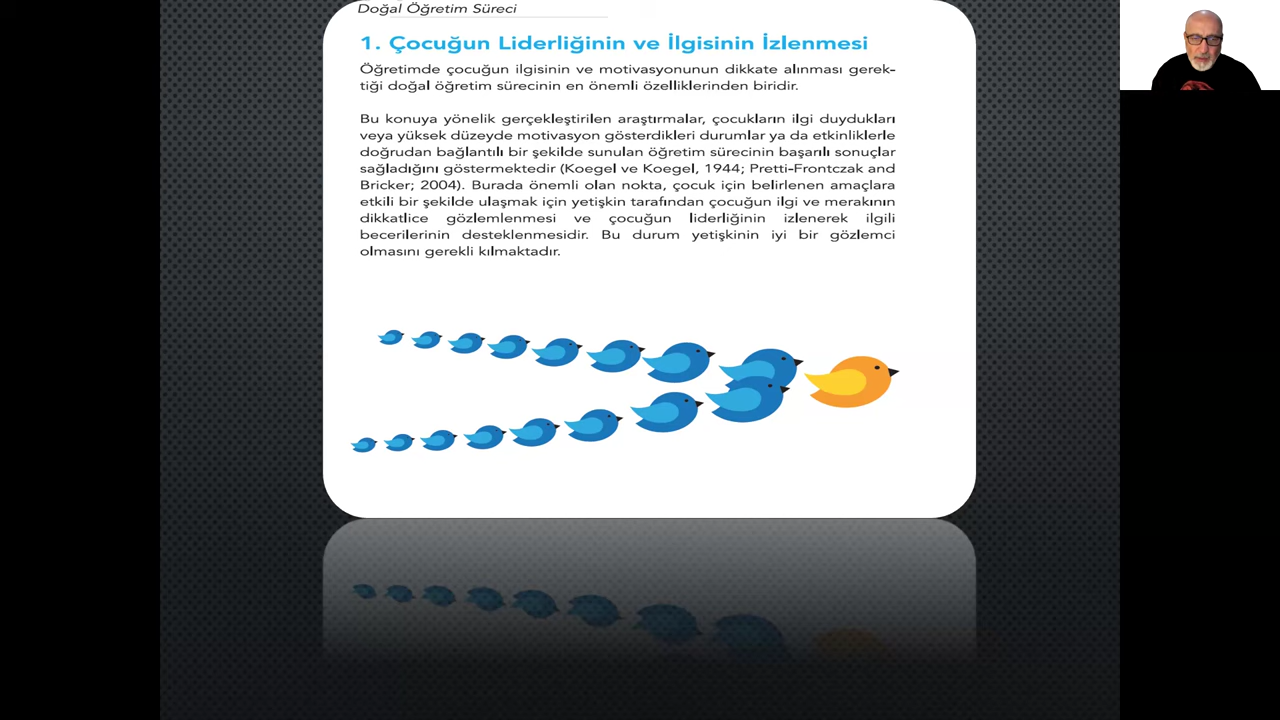 Doğal Öğretim Süreci
1. Çocuğun Liderliğinin ve İlgisinin İzlenmesi
Öğretimde çocuğun ilgisinin ve motivasyonunun dikkate alınması gerek-
tiği doğal öğretim sürecinin en önemli özelliklerinden biridir.
Bu konuya yönelik gerçekleştirilen araştırmalar, çocukların ilgi duydukları
veya yüksek düzeyde motivasyon gösterdikleri durumlar ya da etkinliklerle
doğrudan bağlantılı bir şekilde sunulan öğretim sürecinin başarılı sonuçlar
sağladığını göstermektedir (Koegel ve Koegel, 1944; Pretti-Frontczak and
Bricker; 2004). Burada önemli olan nokta, çocuk için belirlenen amaçlara
etkili bir şekilde ulaşmak için yetişkin tarafından çocuğun ilgi ve merakının
dikkatlice gözlemlenmesi ve çocuğun liderliğinin izlenerek ilgili
becerilerinin desteklenmesidir. Bu durum yetişkinin iyi bir gözlemci
olmasını gerekli kılmaktadır.